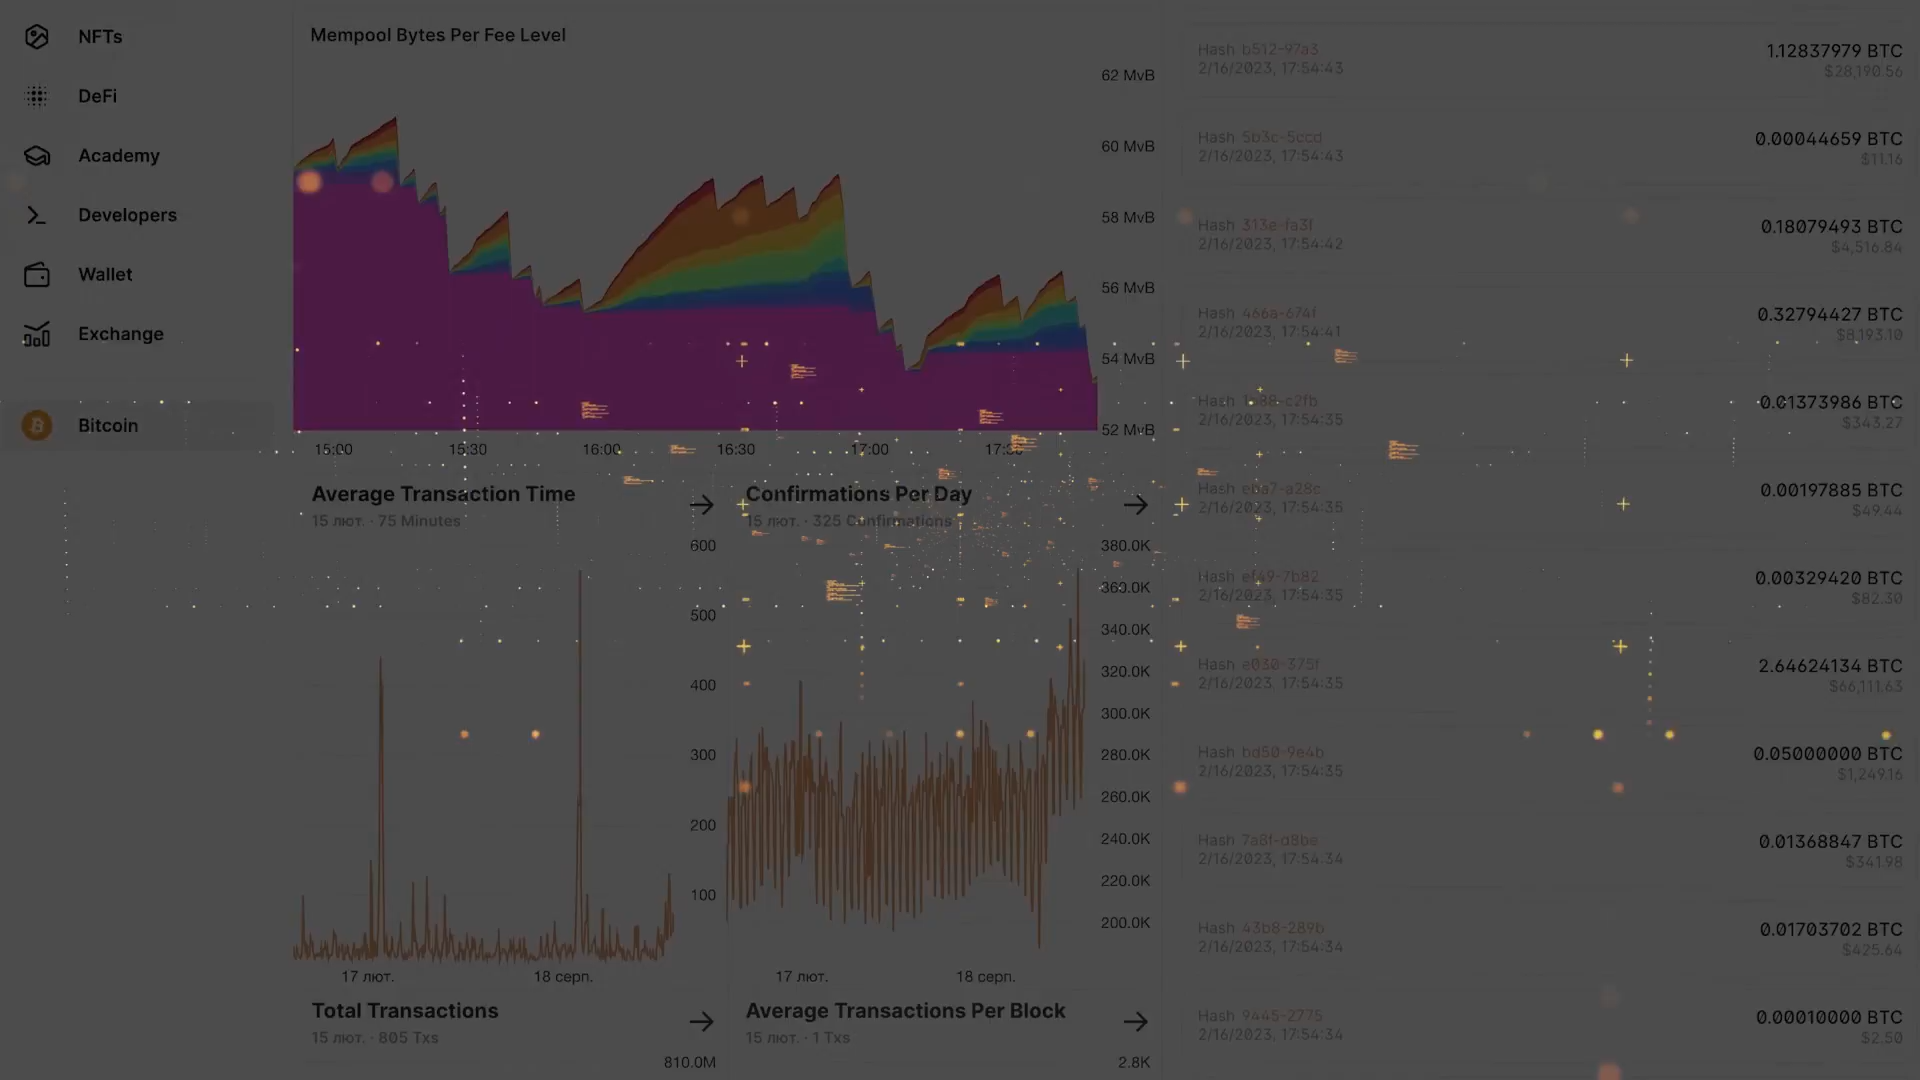 NFTs
DeFi
Academy
Developers
Wallet
Exchange
Bitcoin
Mempool Bytes Per Fee Level
62 MvB
60 MvB
58 MvB
56 MvB
54 MvB
52 MvB
15:00 15:30 16:00 16:30 17:00 17:30
Average Transaction Time
15 лют. · 75 Minutes
600
500
400
300
200
100
17 лют. 18 серп.
Confirmations Per Day
15 лют. · 325 Confirmations
380.0K
360.0K
340.0K
320.0K
300.0K
280.0K
260.0K
240.0K
220.0K
200.0K
17 лют. 18 серп.
Total Transactions
15 лют. · 805 Txs
810.0M
Average Transactions Per Block
15 лют. · 1 Txs
2.8K
Hash b512-97a3 1.12837979 BTC
2/16/2023, 17:54:43 $28,190.56
Hash 5b3c-5ccd 0.00044659 BTC
2/16/2023, 17:54:43 $11.16
Hash 313e-fa3f 0.18079493 BTC
2/16/2023, 17:54:42 $4,516.84
Hash 466a-674f 0.32794427 BTC
2/16/2023, 17:54:41 $8,193.10
Hash 0.01373986 BTC
2/16/2023, 17:54:35 $343.27
Hash eba7-a28c 0.00197885 BTC
2/16/2023, 17:54:35 $49.44
Hash ef49-7b82 0.00329420 BTC
2/16/2023, 17:54:35 $82.30
Hash e030-375f 2.64624134 BTC
2/16/2023, 17:54:35 $66,111.63
Hash bd50-9e4b 0.05000000 BTC
2/16/2023, 17:54:35 $1,249.16
Hash 7a8f-d8be 0.01368847 BTC
2/16/2023, 17:54:34 $341.98
Hash 43b8-289b 0.01703702 BTC
2/16/2023, 17:54:34 $425.64
Hash 9445-2775 0.00010000 BTC
2/16/2023, 17:54:34 $2.50